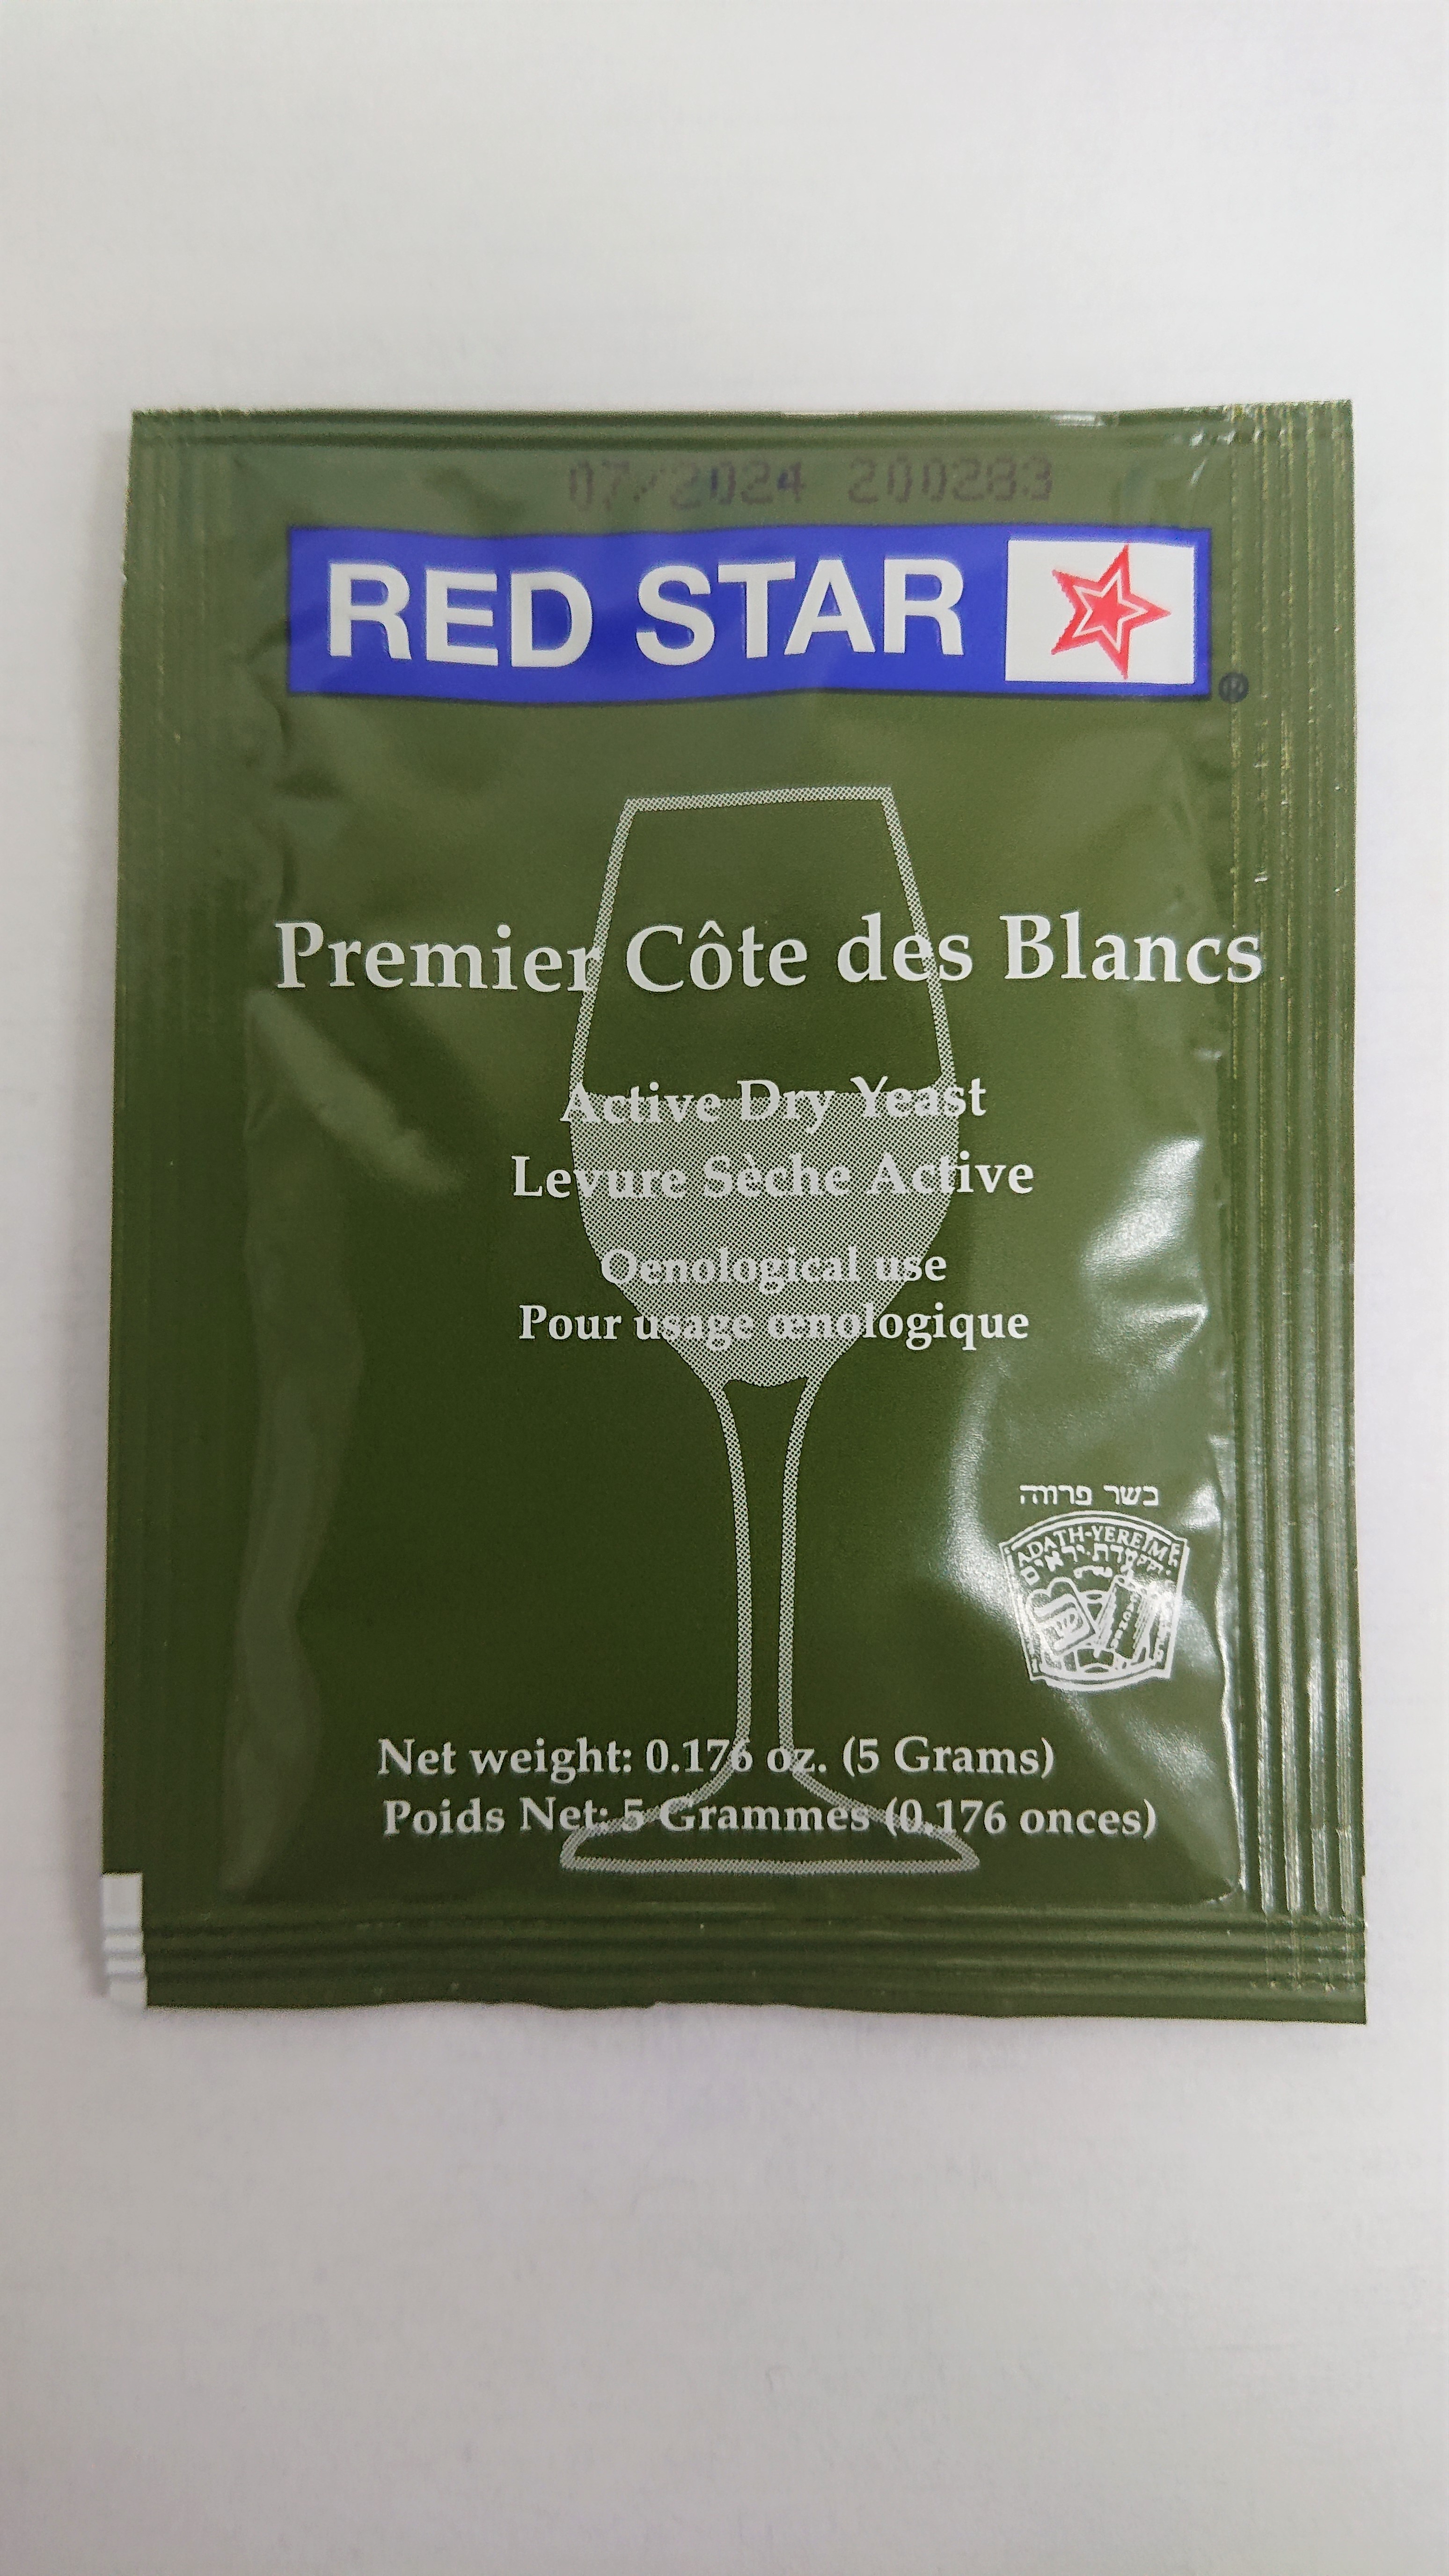 07/2024 200283
RED STAR
®
Premier Côte des Blancs
Active Dry Yeast
Levure Sèche Active
Oenological use
Pour usage œnologique
כשר פרווה
ADATH-YEREIM
עדת-יראים
Net weight: 0.176 oz. (5 Grams)
Poids Net: 5 Grammes (0.176 onces)